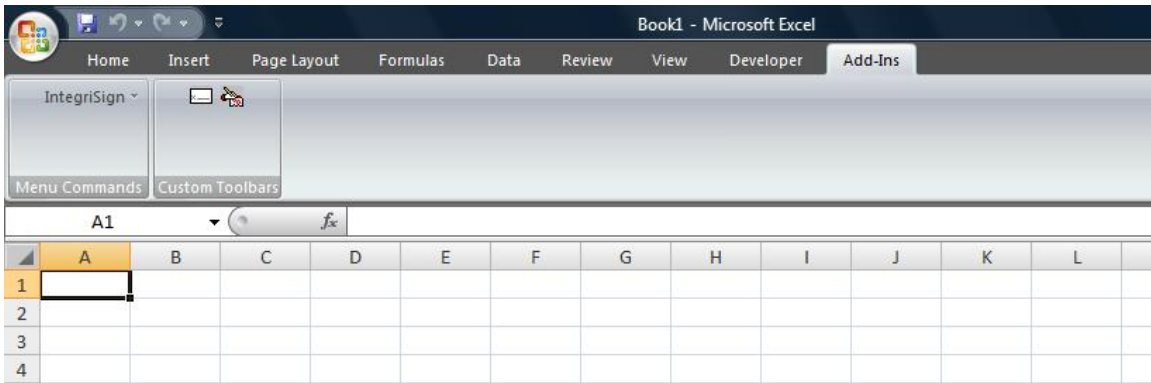 Book1 - Microsoft Excel
Home Insert Page Layout Formulas Data Review View Developer Add-Ins
IntegriSign
Menu Commands Custom Toolbars
A1 fx
A B C D E F G H I J K L
1
2
3
4